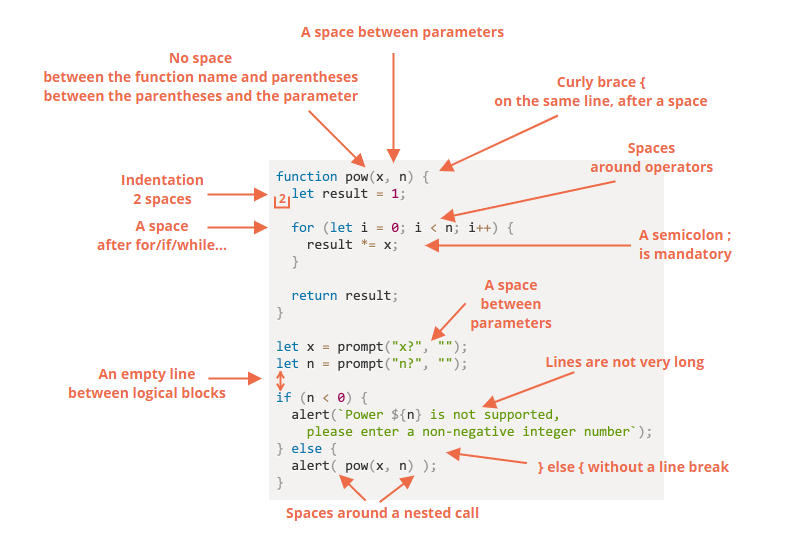 A space between parameters
No space
between the function name and parentheses
between the parentheses and the parameter
Curly brace {
on the same line, after a space
Spaces
around operators
Indentation
2 spaces
A space
after for/if/while...
A semicolon ;
is mandatory
function pow(x, n) {
2
  let result = 1;

  for (let i = 0; i < n; i++) {
    result *= x;
  }

  return result;
}
A space
between
parameters

let x = prompt("x?", "");
let n = prompt("n?", "");
An empty line
between logical blocks
Lines are not very long

if (n < 0) {
  alert(`Power ${n} is not supported,
    please enter a non-negative integer number`);
} else {
  alert( pow(x, n) );
}
} else { without a line break
Spaces around a nested call